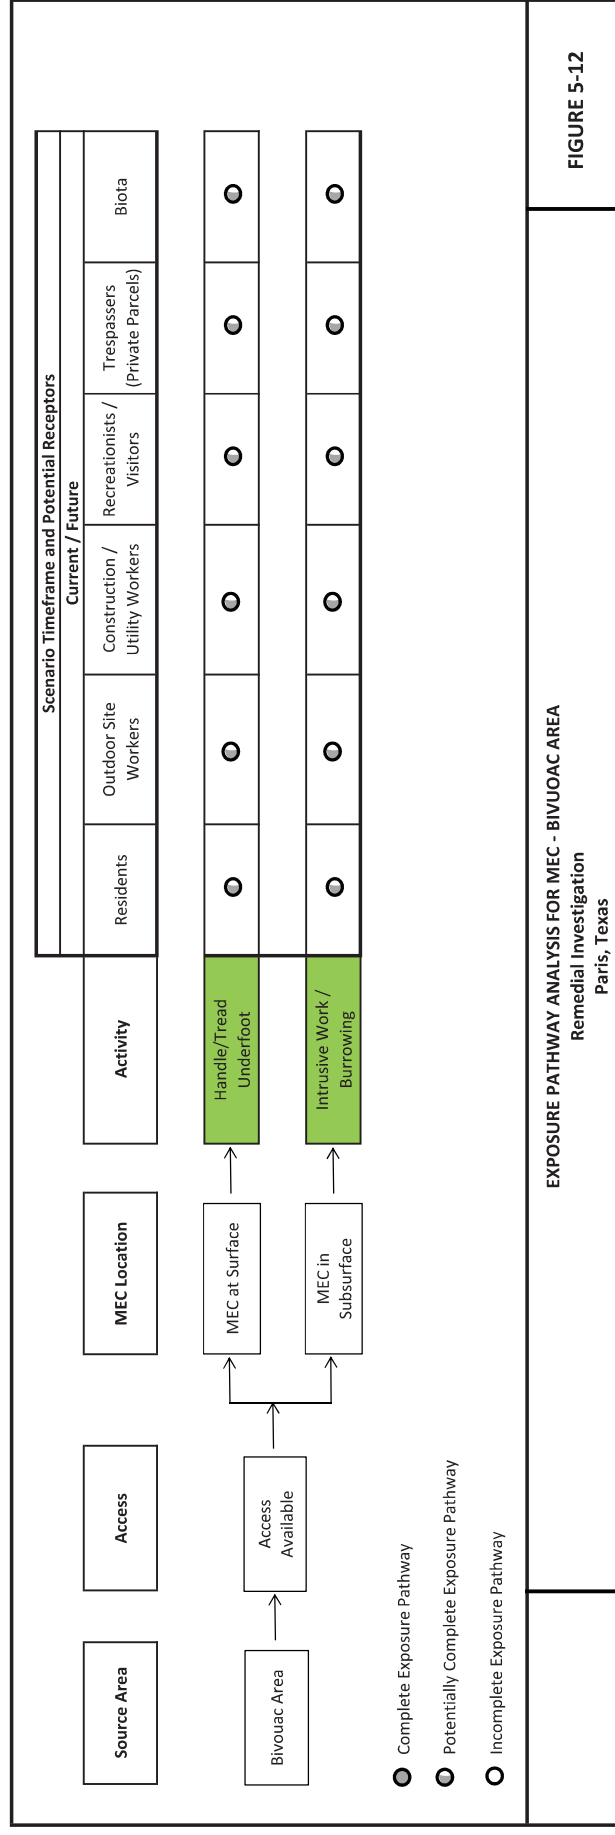 Scenario Timeframe and Potential Receptors
Current / Future
Source Area
Access
MEC Location
Activity
Residents
Outdoor Site
Workers
Construction /
Utility Workers
Recreationists /
Visitors
Trespassers
(Private Parcels)
Biota
Bivouac Area
Access
Available
MEC at Surface
Handle/Tread
Underfoot
MEC in
Subsurface
Intrusive Work /
Burrowing
Complete Exposure Pathway
Potentially Complete Exposure Pathway
Incomplete Exposure Pathway
EXPOSURE PATHWAY ANALYSIS FOR MEC - BIVUOAC AREA
Remedial Investigation
Paris, Texas
FIGURE 5-12